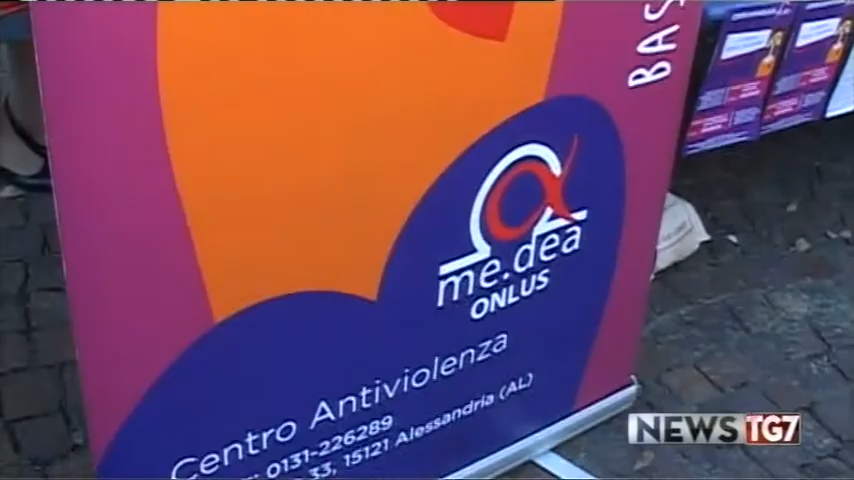 BAS
me.dea
ONLUS
Centro Antiviolenza
0131-226289
33, 15121 Alessandria (AL)
NEWS TG7